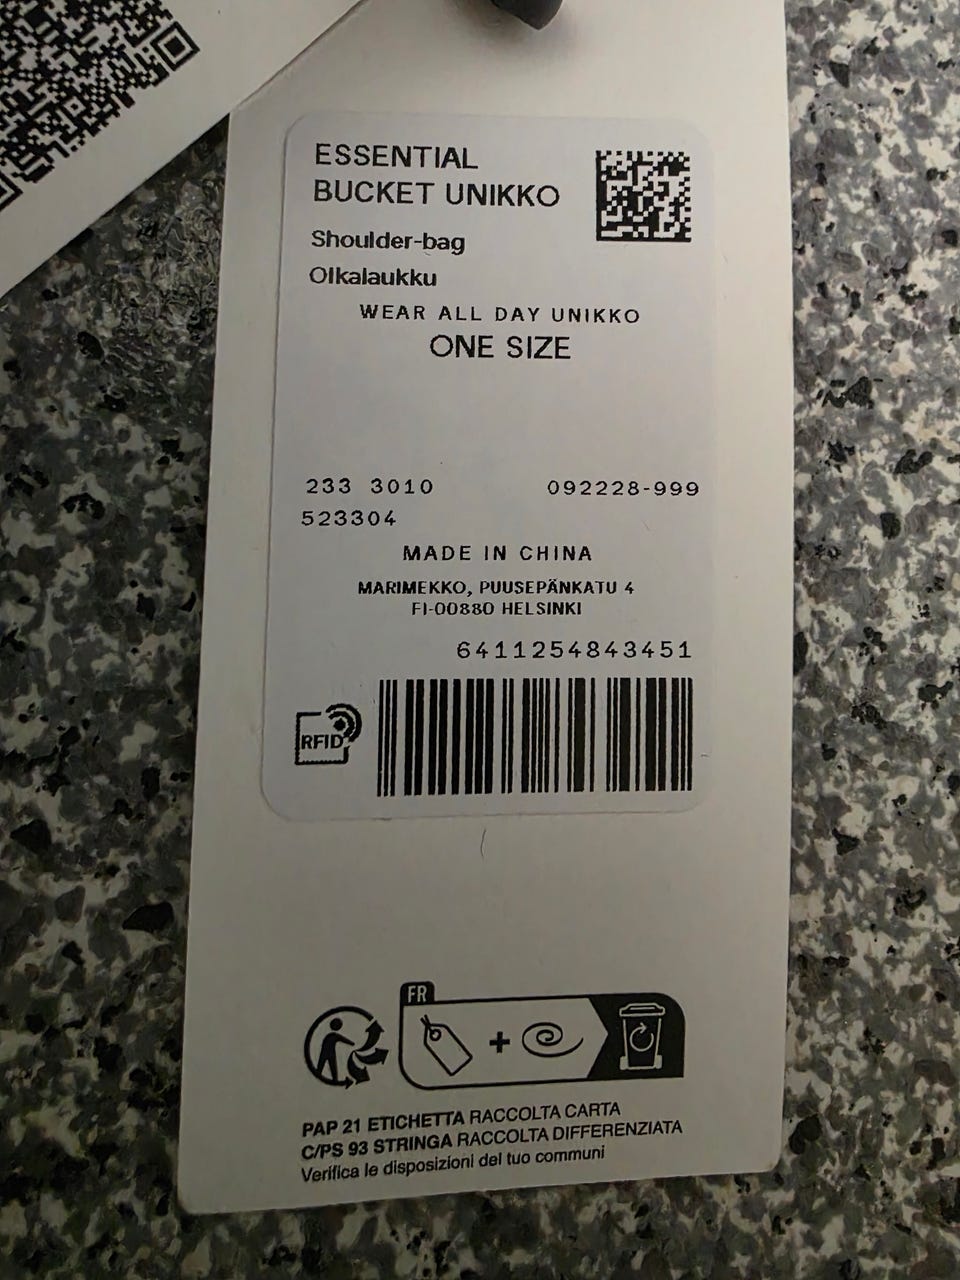 ESSENTIAL
BUCKET UNIKKO
Shoulder-bag
Olkalaukku
WEAR ALL DAY UNIKKO
ONE SIZE
233 3010 092228-999
523304
MADE IN CHINA
MARIMEKKO, PUUSEPÄNKATU 4
FI-00880 HELSINKI
6411254843451
RFID
FR
PAP 21 ETICHETTA RACCOLTA CARTA
C/PS 93 STRINGA RACCOLTA DIFFERENZIATA
Verifica le disposizioni del tuo communi